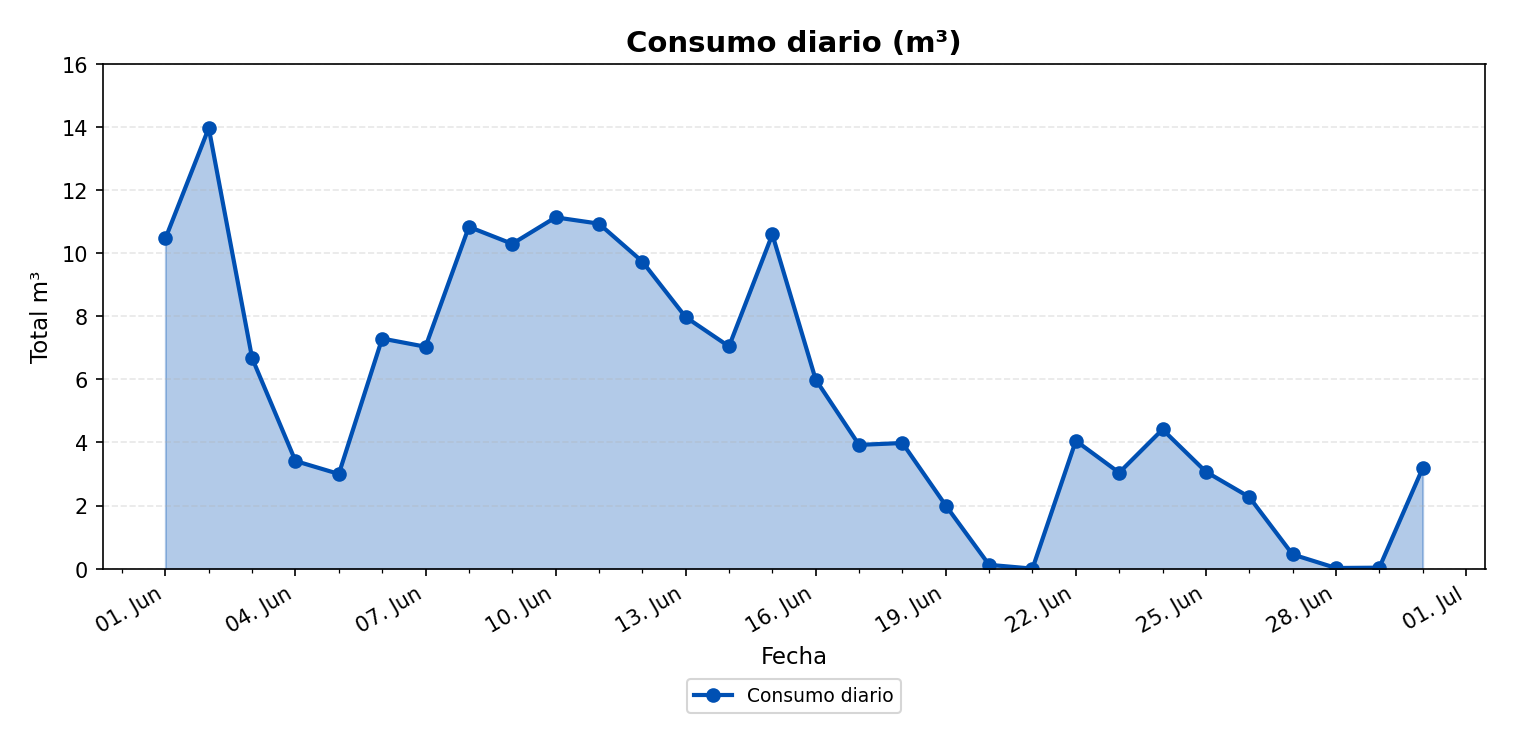 Consumo diario (m³)
Total m³
16
14
12
10
8
6
4
2
0
01. Jun
04. Jun
07. Jun
10. Jun
13. Jun
16. Jun
19. Jun
22. Jun
25. Jun
28. Jun
01. Jul
Fecha
Consumo diario